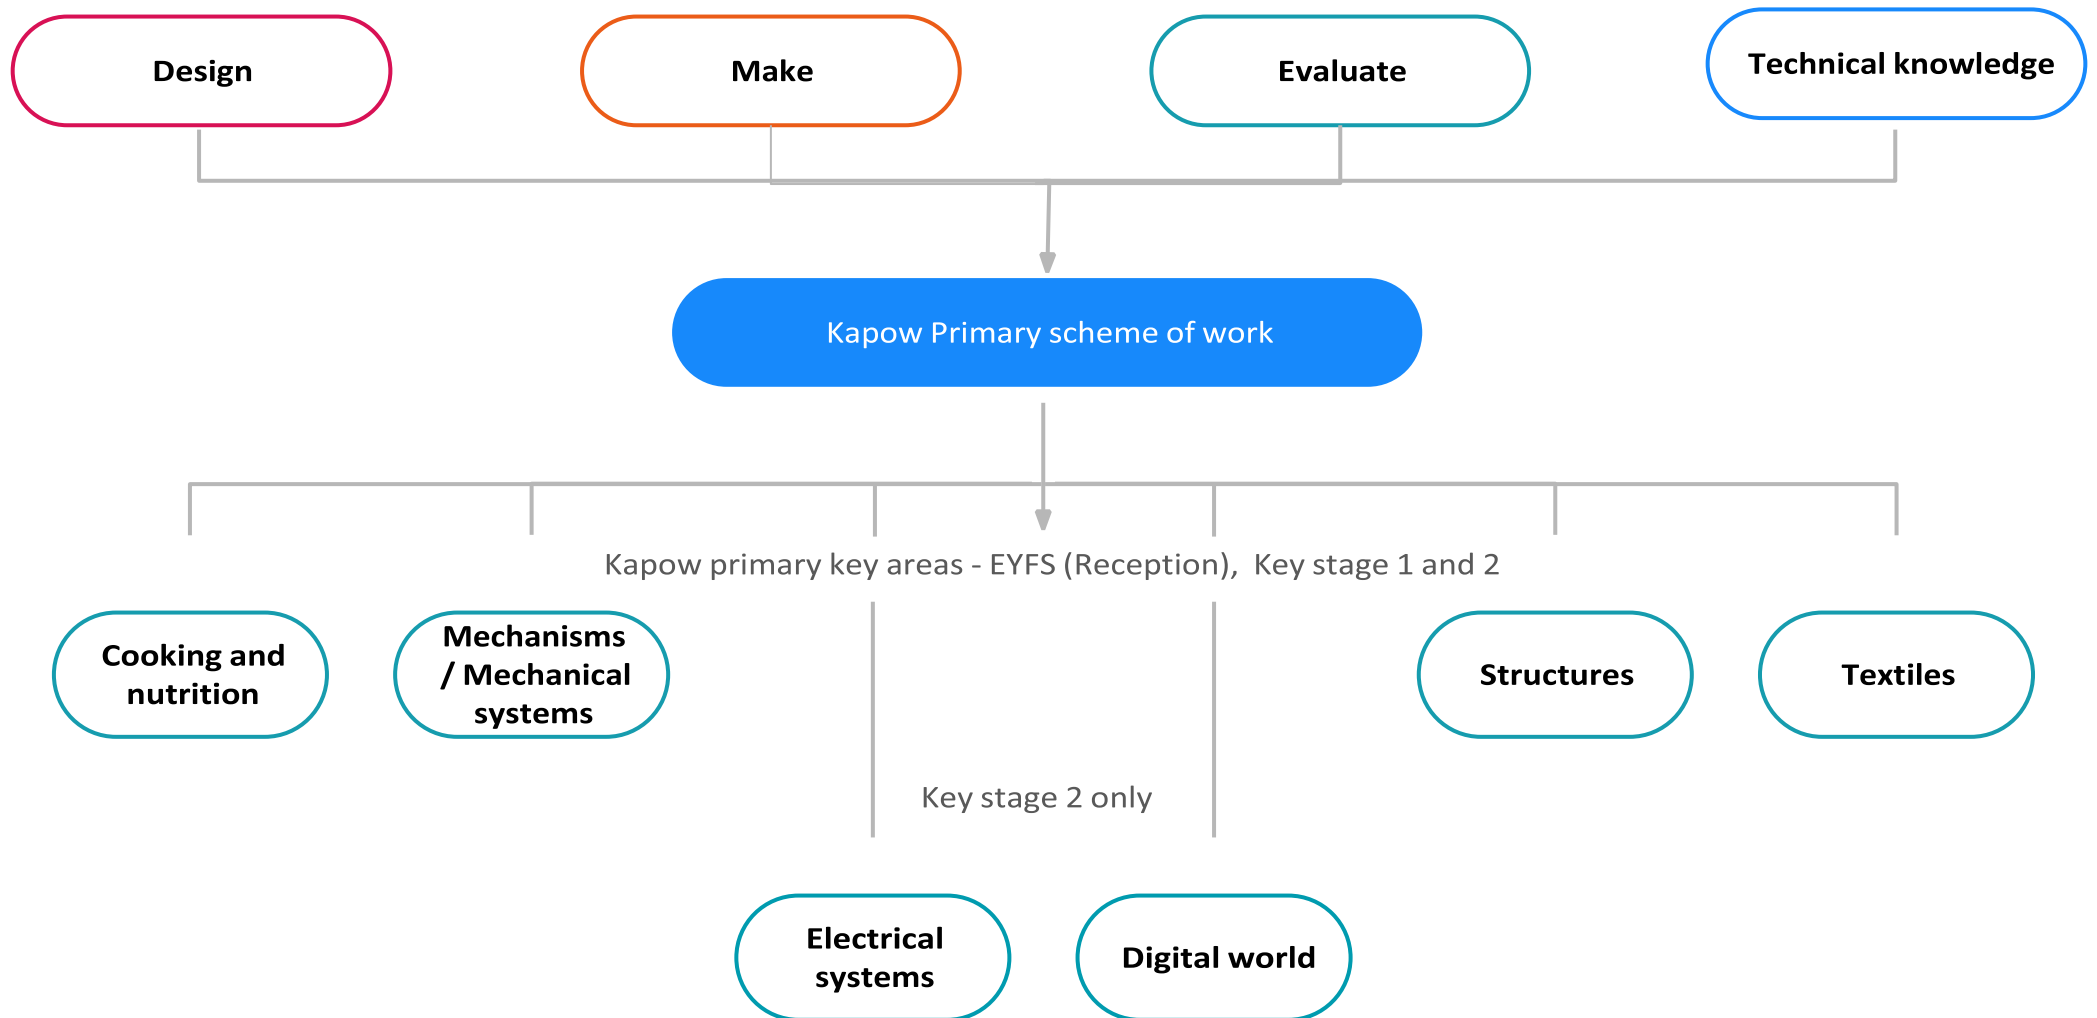 Design
Make
Evaluate
Technical knowledge
Kapow Primary scheme of work
Kapow primary key areas - EYFS (Reception),  Key stage 1 and 2
Cooking and
nutrition
Mechanisms
/ Mechanical
systems
Structures
Textiles
Key stage 2 only
Electrical
systems
Digital world